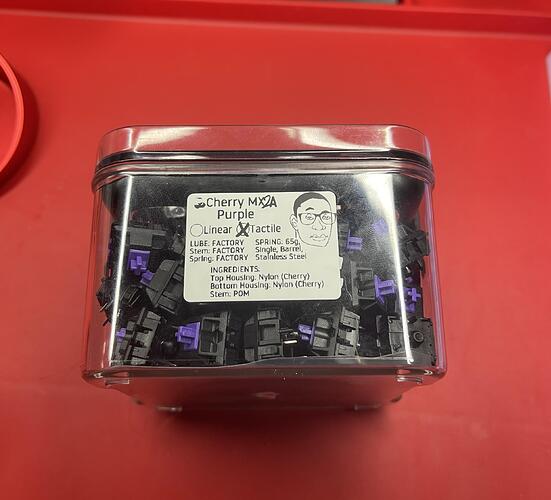 Cherry MX2A
Purple
Linear Tactile
LUBE: FACTORY SPRING: 65g,
Stem: FACTORY Single, Barrel,
Spring: FACTORY Stainless Steel
INGREDIENTS:
Top Housing: Nylon (Cherry)
Bottom Housing: Nylon (Cherry)
Stem: POM